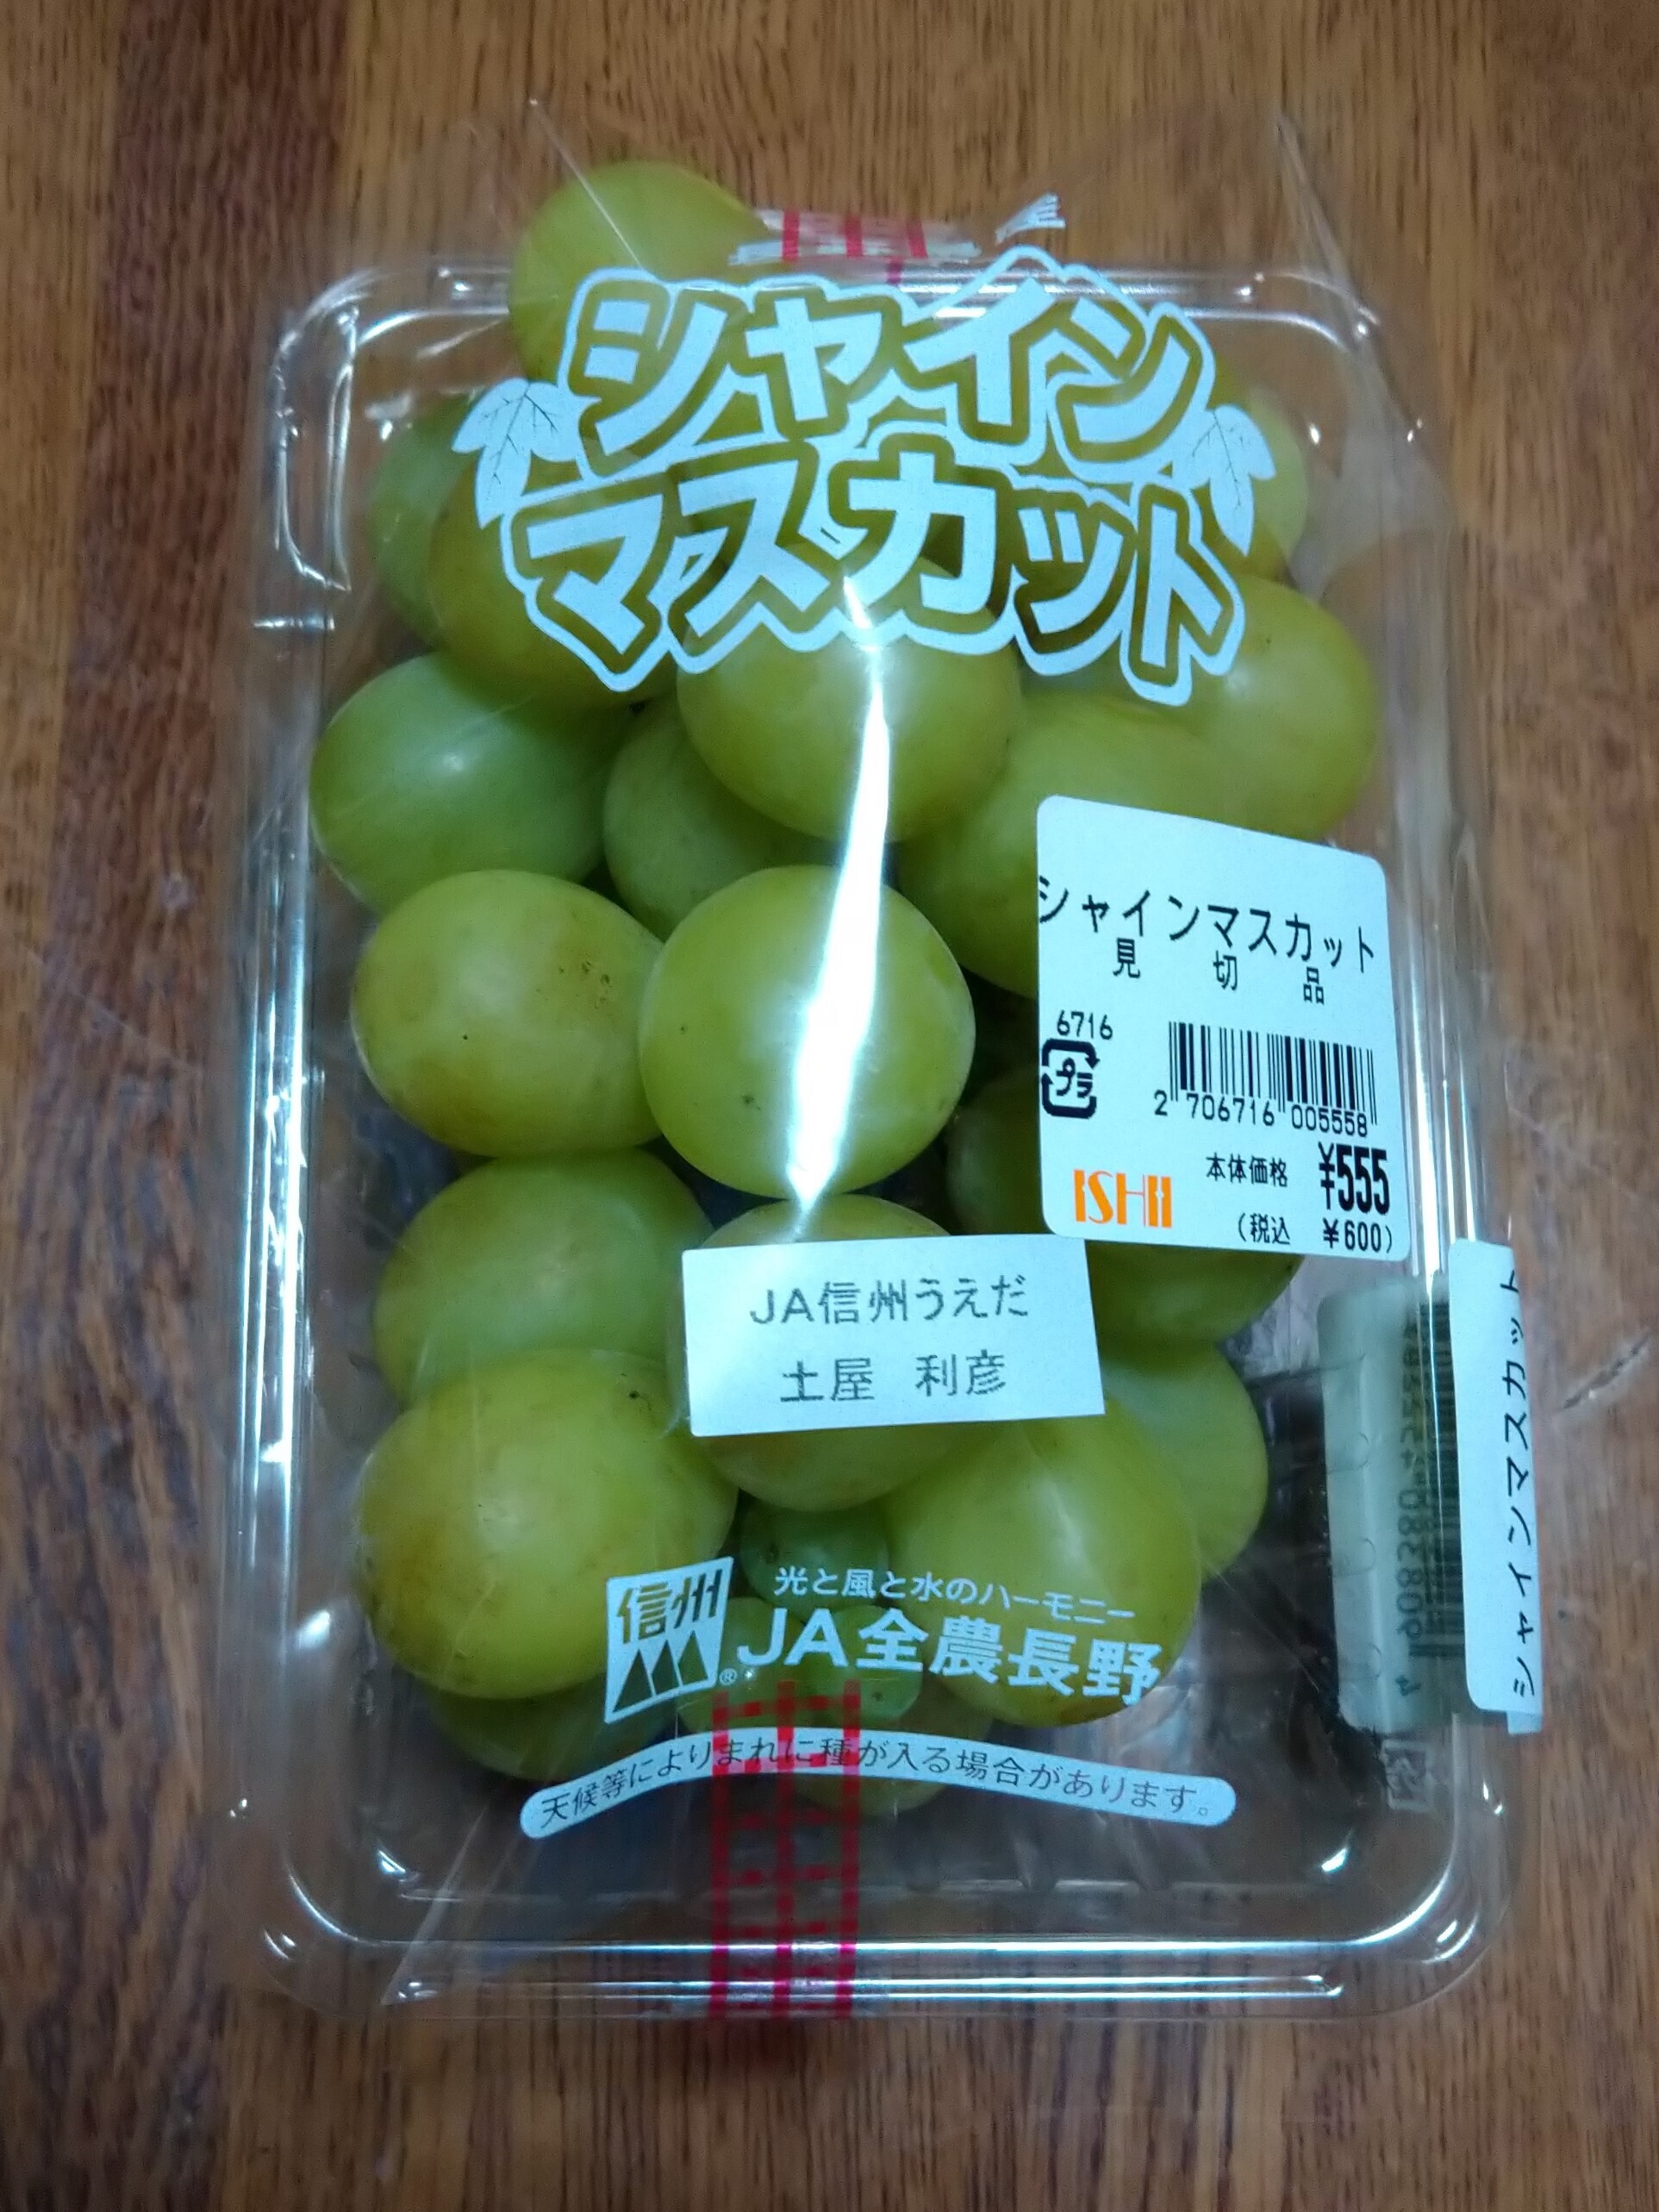 シャイン
マスカット
シャインマスカット
見切品
6716
プラ
2 706716 005558
本体価格 ¥555
ISHII
(税込 ¥600)
JA信州うえだ
土屋 利彦
シャインマスカット
信州
光と風と水のハーモニー
JA全農長野
®
天候等によりまれに種が入る場合があります。